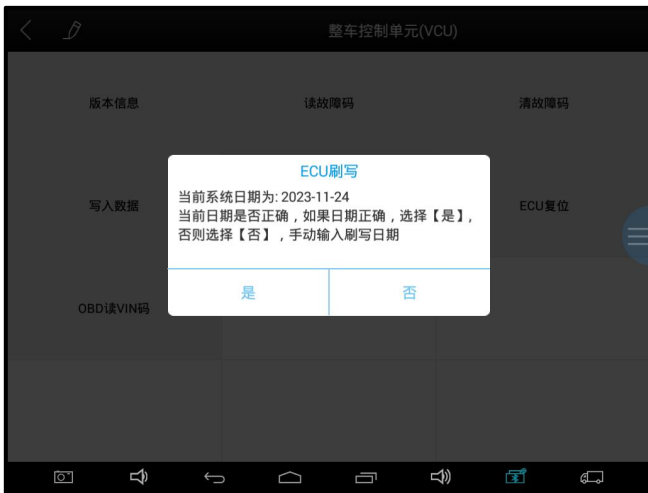 整车控制单元(VCU)
版本信息
读故障码
清故障码
ECU刷写
当前系统日期为: 2023-11-24
当前日期是否正确，如果日期正确，选择【是】，
否则选择【否】，手动输入刷写日期
写入数据
ECU复位
是
否
OBD读VIN码